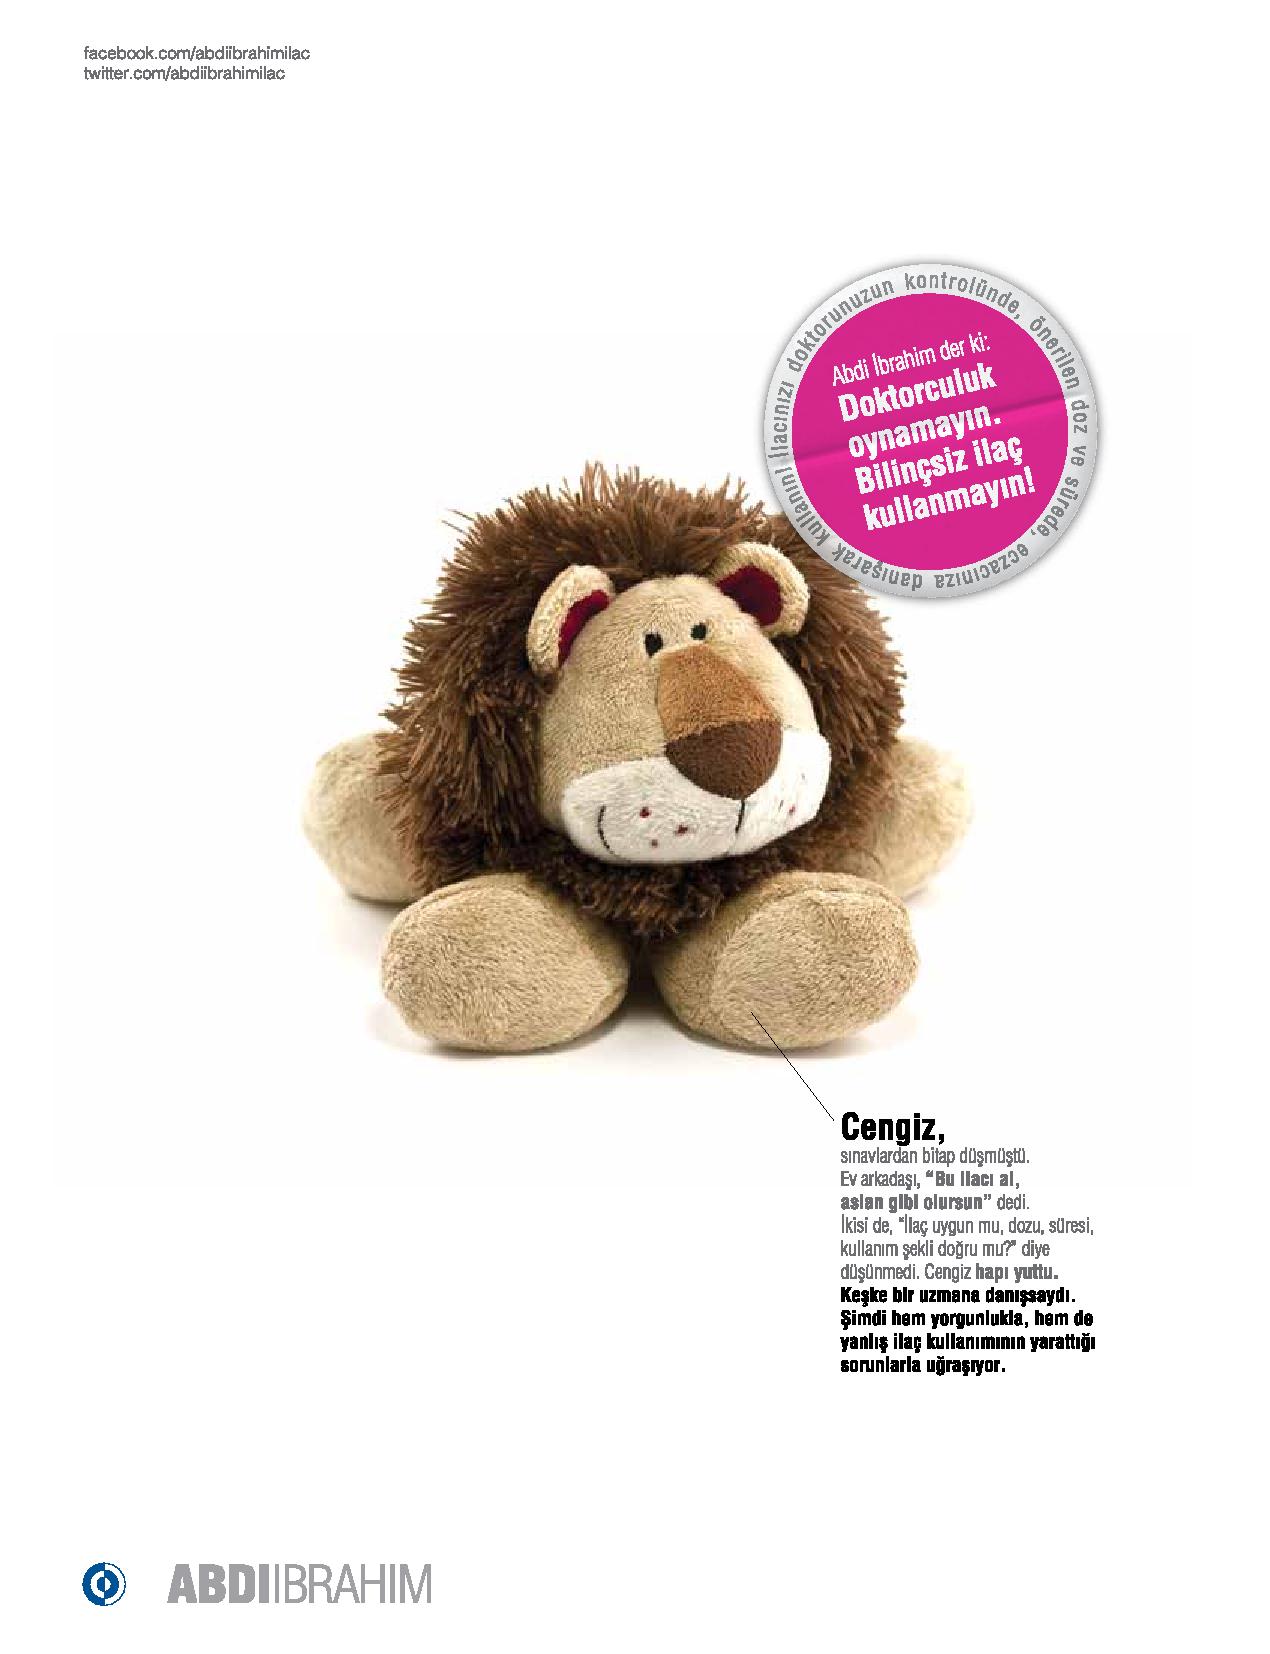 facebook.com/abdiibrahimilac
twitter.com/abdiibrahimilac
İlacınızı doktorunuzun kontrolünde, önerilen doz ve sürede, eczacınıza danışarak kullanın!
Abdi İbrahim der ki:
Doktorculuk
oynamayın.
Bilinçsiz ilaç
kullanmayın!
Cengiz,
sınavlardan bitap düşmüştü.
Ev arkadaşı, “Bu ilacı al,
aslan gibi olursun” dedi.
İkisi de, “İlaç uygun mu, dozu, süresi,
kullanım şekli doğru mu?” diye
düşünmedi. Cengiz hapı yuttu.
Keşke bir uzmana danışsaydı.
Şimdi hem yorgunlukla, hem de
yanlış ilaç kullanımının yarattığı
sorunlarla uğraşıyor.
ABDIIBRAHIM